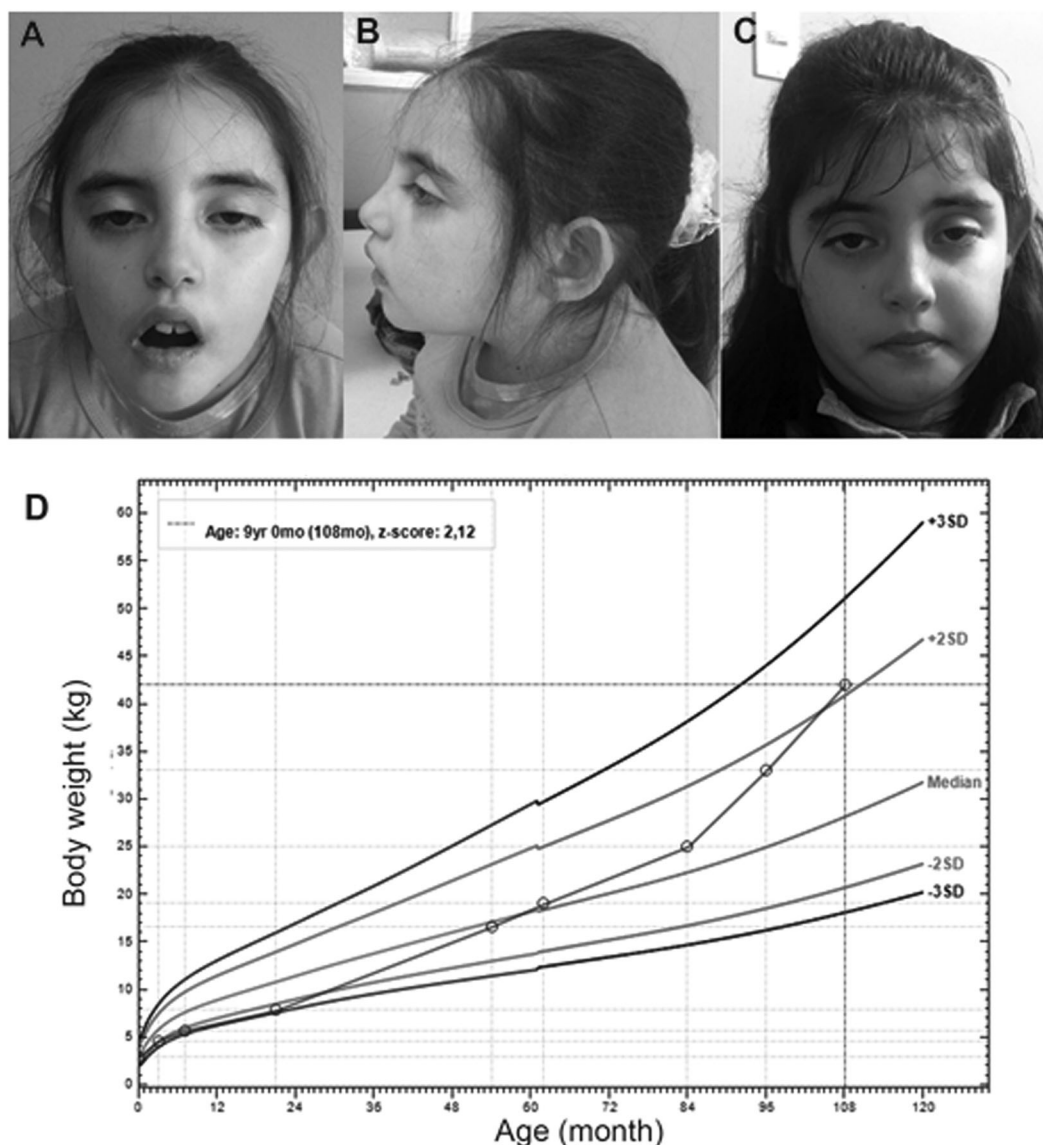 A
B
C
D
Age: 9yr 0mo (108mo), z-score: 2,12
+3SD
+2SD
Median
-2SD
-3SD
Body weight (kg)
60
55
50
45
42
40
35
30
25
20
15
10
5
0
0 12 24 36 48 60 72 84 95 108 120
Age (month)